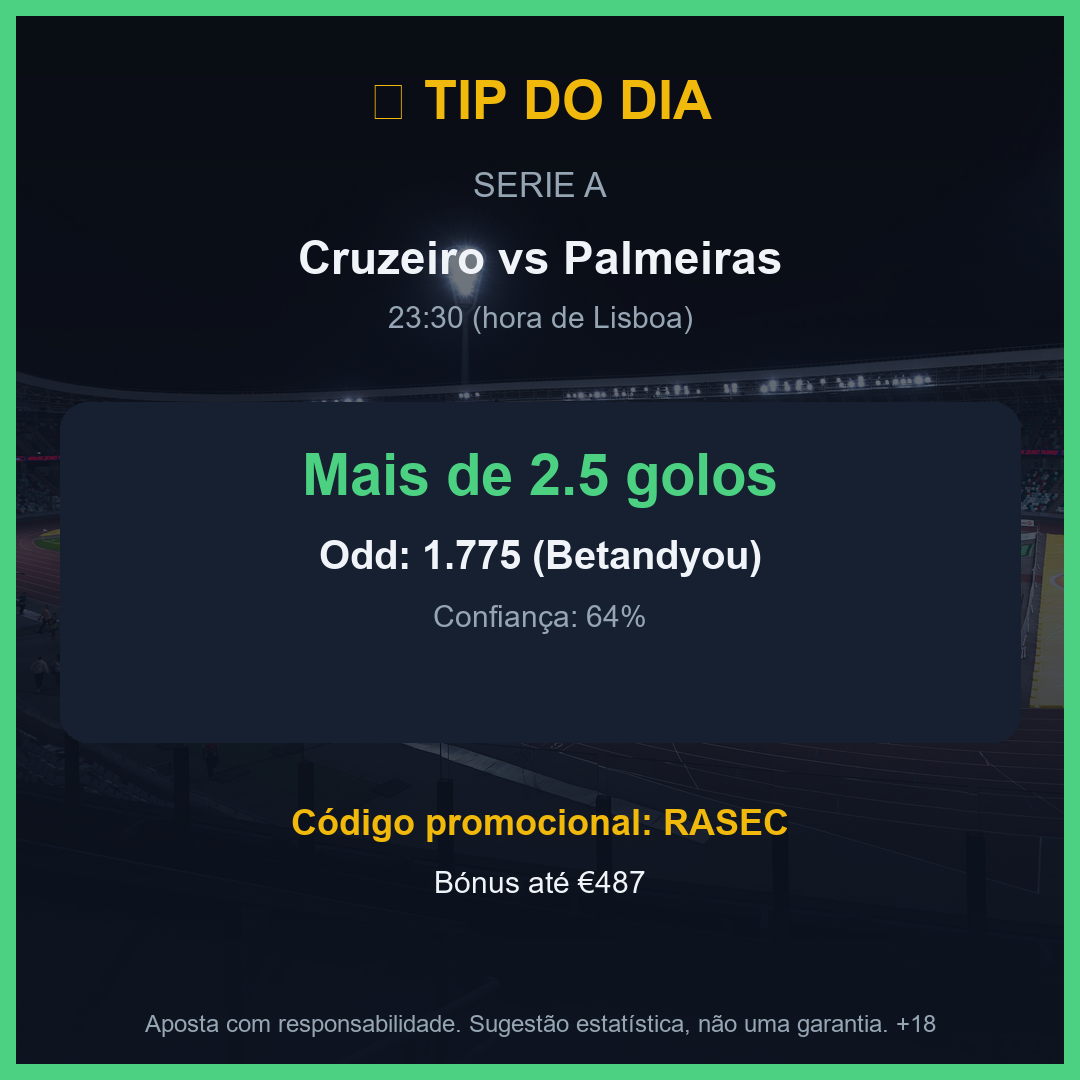 TIP DO DIA
SERIE A
Cruzeiro vs Palmeiras
23:30 (hora de Lisboa)
Mais de 2.5 golos
Odd: 1.775 (Betandyou)
Confiança: 64%
Código promocional: RASEC
Bónus até €487
Aposta com responsabilidade. Sugestão estatística, não uma garantia. +18